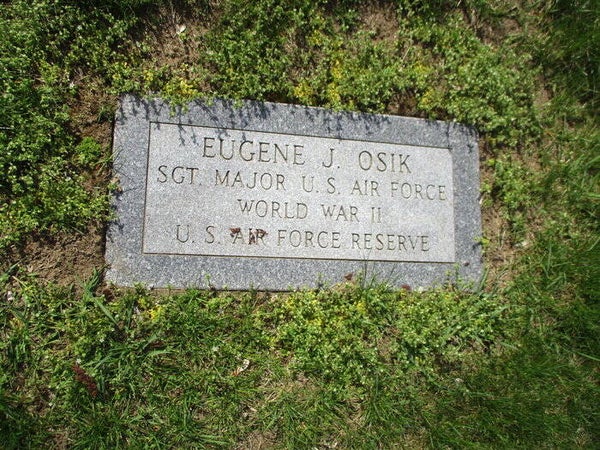 EUGENE J. OSIK
SGT. MAJOR U. S. AIR FORCE
WORLD WAR II
U. S. AIR FORCE RESERVE